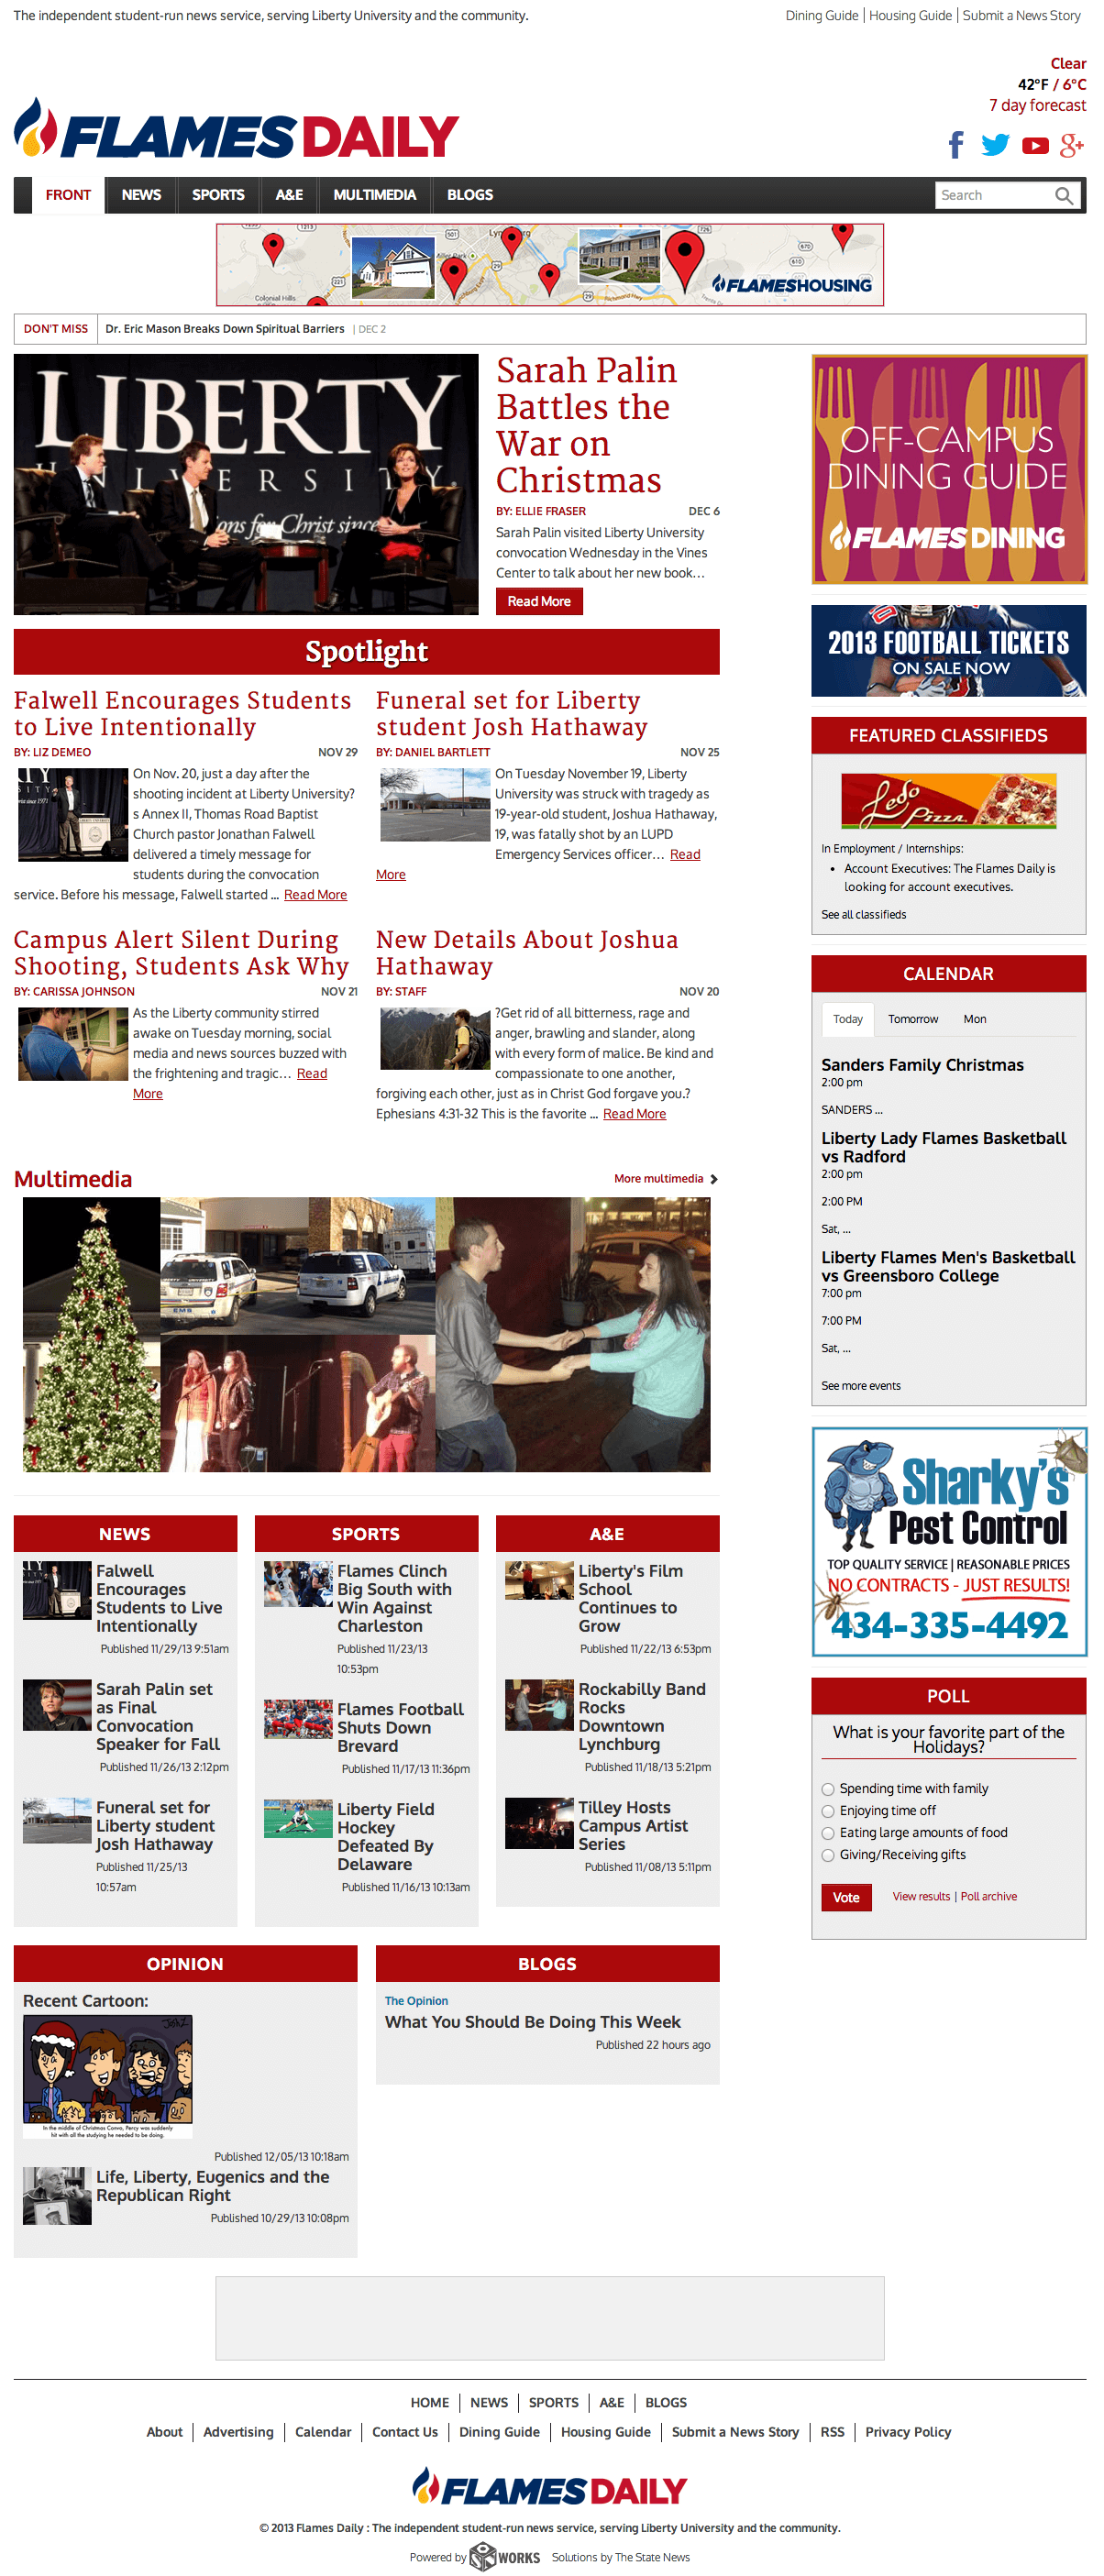 The independent student-run news service, serving Liberty University and the community.
Dining Guide | Housing Guide | Submit a News Story
Clear
42°F / 6°C
7 day forecast
FLAMES DAILY
FRONT
NEWS
SPORTS
A&E
MULTIMEDIA
BLOGS
Search
Colonial Hills
FLAMESHOUSING
DON'T MISS
Dr. Eric Mason Breaks Down Spiritual Barriers | DEC 2
LIBERTY
UNIVERSITY
ions for Christ since
Sarah Palin
Battles the
War on
Christmas
BY: ELLIE FRASER
DEC 6
Sarah Palin visited Liberty University
convocation Wednesday in the Vines
Center to talk about her new book...
Read More
OFF-CAMPUS
DINING GUIDE
FLAMES DINING
2013 FOOTBALL TICKETS
ON SALE NOW
Spotlight
Falwell Encourages Students
to Live Intentionally
BY: LIZ DEMEO
NOV 29
On Nov. 20, just a day after the
shooting incident at Liberty University?
s Annex II, Thomas Road Baptist
Church pastor Jonathan Falwell
delivered a timely message for
students during the convocation
service. Before his message, Falwell started ... Read More
Funeral set for Liberty
student Josh Hathaway
BY: DANIEL BARTLETT
NOV 25
On Tuesday November 19, Liberty
University was struck with tragedy as
19-year-old student, Joshua Hathaway,
19, was fatally shot by an LUPD
Emergency Services officer... Read
More
Campus Alert Silent During
Shooting, Students Ask Why
BY: CARISSA JOHNSON
NOV 21
As the Liberty community stirred
awake on Tuesday morning, social
media and news sources buzzed with
the frightening and tragic... Read
More
New Details About Joshua
Hathaway
BY: STAFF
NOV 20
?Get rid of all bitterness, rage and
anger, brawling and slander, along
with every form of malice. Be kind and
compassionate to one another,
forgiving each other, just as in Christ God forgave you.?
Ephesians 4:31-32 This is the favorite ... Read More
FEATURED CLASSIFIEDS
Ledo Pizza
In Employment / Internships:
• Account Executives: The Flames Daily is
looking for account executives.
See all classifieds
CALENDAR
Today
Tomorrow
Mon
Sanders Family Christmas
2:00 pm
SANDERS ...
Liberty Lady Flames Basketball
vs Radford
2:00 pm
2:00 PM
Sat, ...
Liberty Flames Men's Basketball
vs Greensboro College
7:00 pm
7:00 PM
Sat, ...
See more events
Multimedia
More multimedia
EMS
Sharky's
Pest Control
TOP QUALITY SERVICE | REASONABLE PRICES
NO CONTRACTS - JUST RESULTS!
434-335-4492
NEWS
Falwell
Encourages
Students to Live
Intentionally
Published 11/29/13 9:51am
Sarah Palin set
as Final
Convocation
Speaker for Fall
Published 11/26/13 2:12pm
Funeral set for
Liberty student
Josh Hathaway
Published 11/25/13
10:57am
SPORTS
Flames Clinch
Big South with
Win Against
Charleston
Published 11/23/13
10:53pm
Flames Football
Shuts Down
Brevard
Published 11/17/13 11:36pm
Liberty Field
Hockey
Defeated By
Delaware
Published 11/16/13 10:13am
A&E
Liberty's Film
School
Continues to
Grow
Published 11/22/13 6:53pm
Rockabilly Band
Rocks
Downtown
Lynchburg
Published 11/18/13 5:21pm
Tilley Hosts
Campus Artist
Series
Published 11/08/13 5:11pm
POLL
What is your favorite part of the
Holidays?
Spending time with family
Enjoying time off
Eating large amounts of food
Giving/Receiving gifts
Vote
View results | Poll archive
OPINION
Recent Cartoon:
In the middle of Christmas Convo, Percy was suddenly
hit with all the studying he needed to be doing.
Published 12/05/13 10:18am
Life, Liberty, Eugenics and the
Republican Right
Published 10/29/13 10:08pm
BLOGS
The Opinion
What You Should Be Doing This Week
Published 22 hours ago
HOME | NEWS | SPORTS | A&E | BLOGS
About | Advertising | Calendar | Contact Us | Dining Guide | Housing Guide | Submit a News Story | RSS | Privacy Policy
FLAMES DAILY
© 2013 Flames Daily : The independent student-run news service, serving Liberty University and the community.
Powered by SNWORKS Solutions by The State News